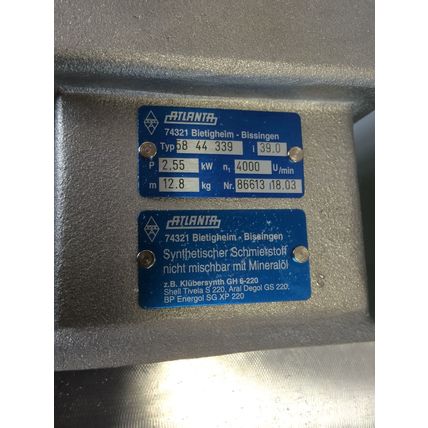 ATLANTA
74321 Bietigheim - Bissingen
Typ 58 44 339 i 39.0
P 2.55 kW n₁ 4000 U/min
m 12.8 kg Nr. 86613 18.03
ATLANTA
74321 Bietigheim - Bissingen
Synthetischer Schmierstoff
nicht mischbar mit Mineralöl
z.B. Klübersynth GH 6-220
Shell Tivela S 220, Aral Degol GS 220,
BP Energol SG XP 220